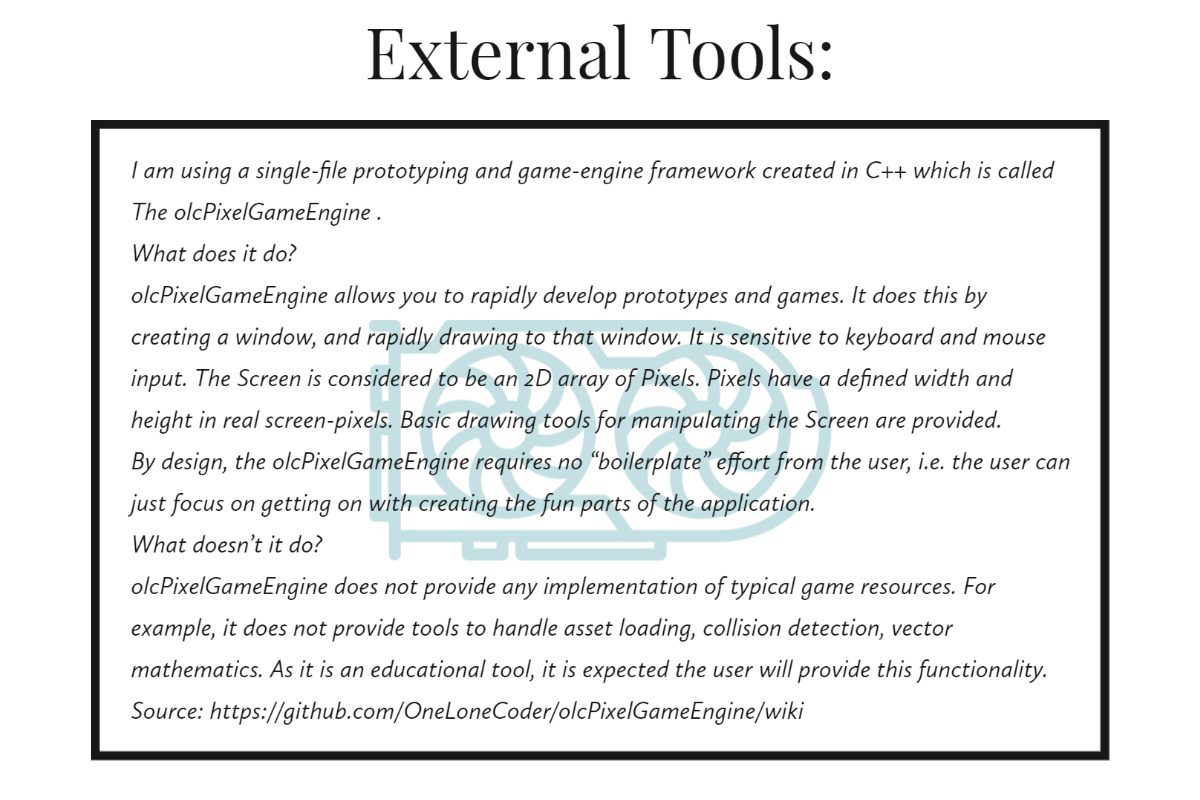 External Tools:
I am using a single-file prototyping and game-engine framework created in C++ which is called
The olcPixelGameEngine .
What does it do?
olcPixelGameEngine allows you to rapidly develop prototypes and games. It does this by
creating a window, and rapidly drawing to that window. It is sensitive to keyboard and mouse
input. The Screen is considered to be an 2D array of Pixels. Pixels have a defined width and
height in real screen-pixels. Basic drawing tools for manipulating the Screen are provided.
By design, the olcPixelGameEngine requires no “boilerplate” effort from the user, i.e. the user can
just focus on getting on with creating the fun parts of the application.
What doesn’t it do?
olcPixelGameEngine does not provide any implementation of typical game resources. For
example, it does not provide tools to handle asset loading, collision detection, vector
mathematics. As it is an educational tool, it is expected the user will provide this functionality.
Source: https://github.com/OneLoneCoder/olcPixelGameEngine/wiki